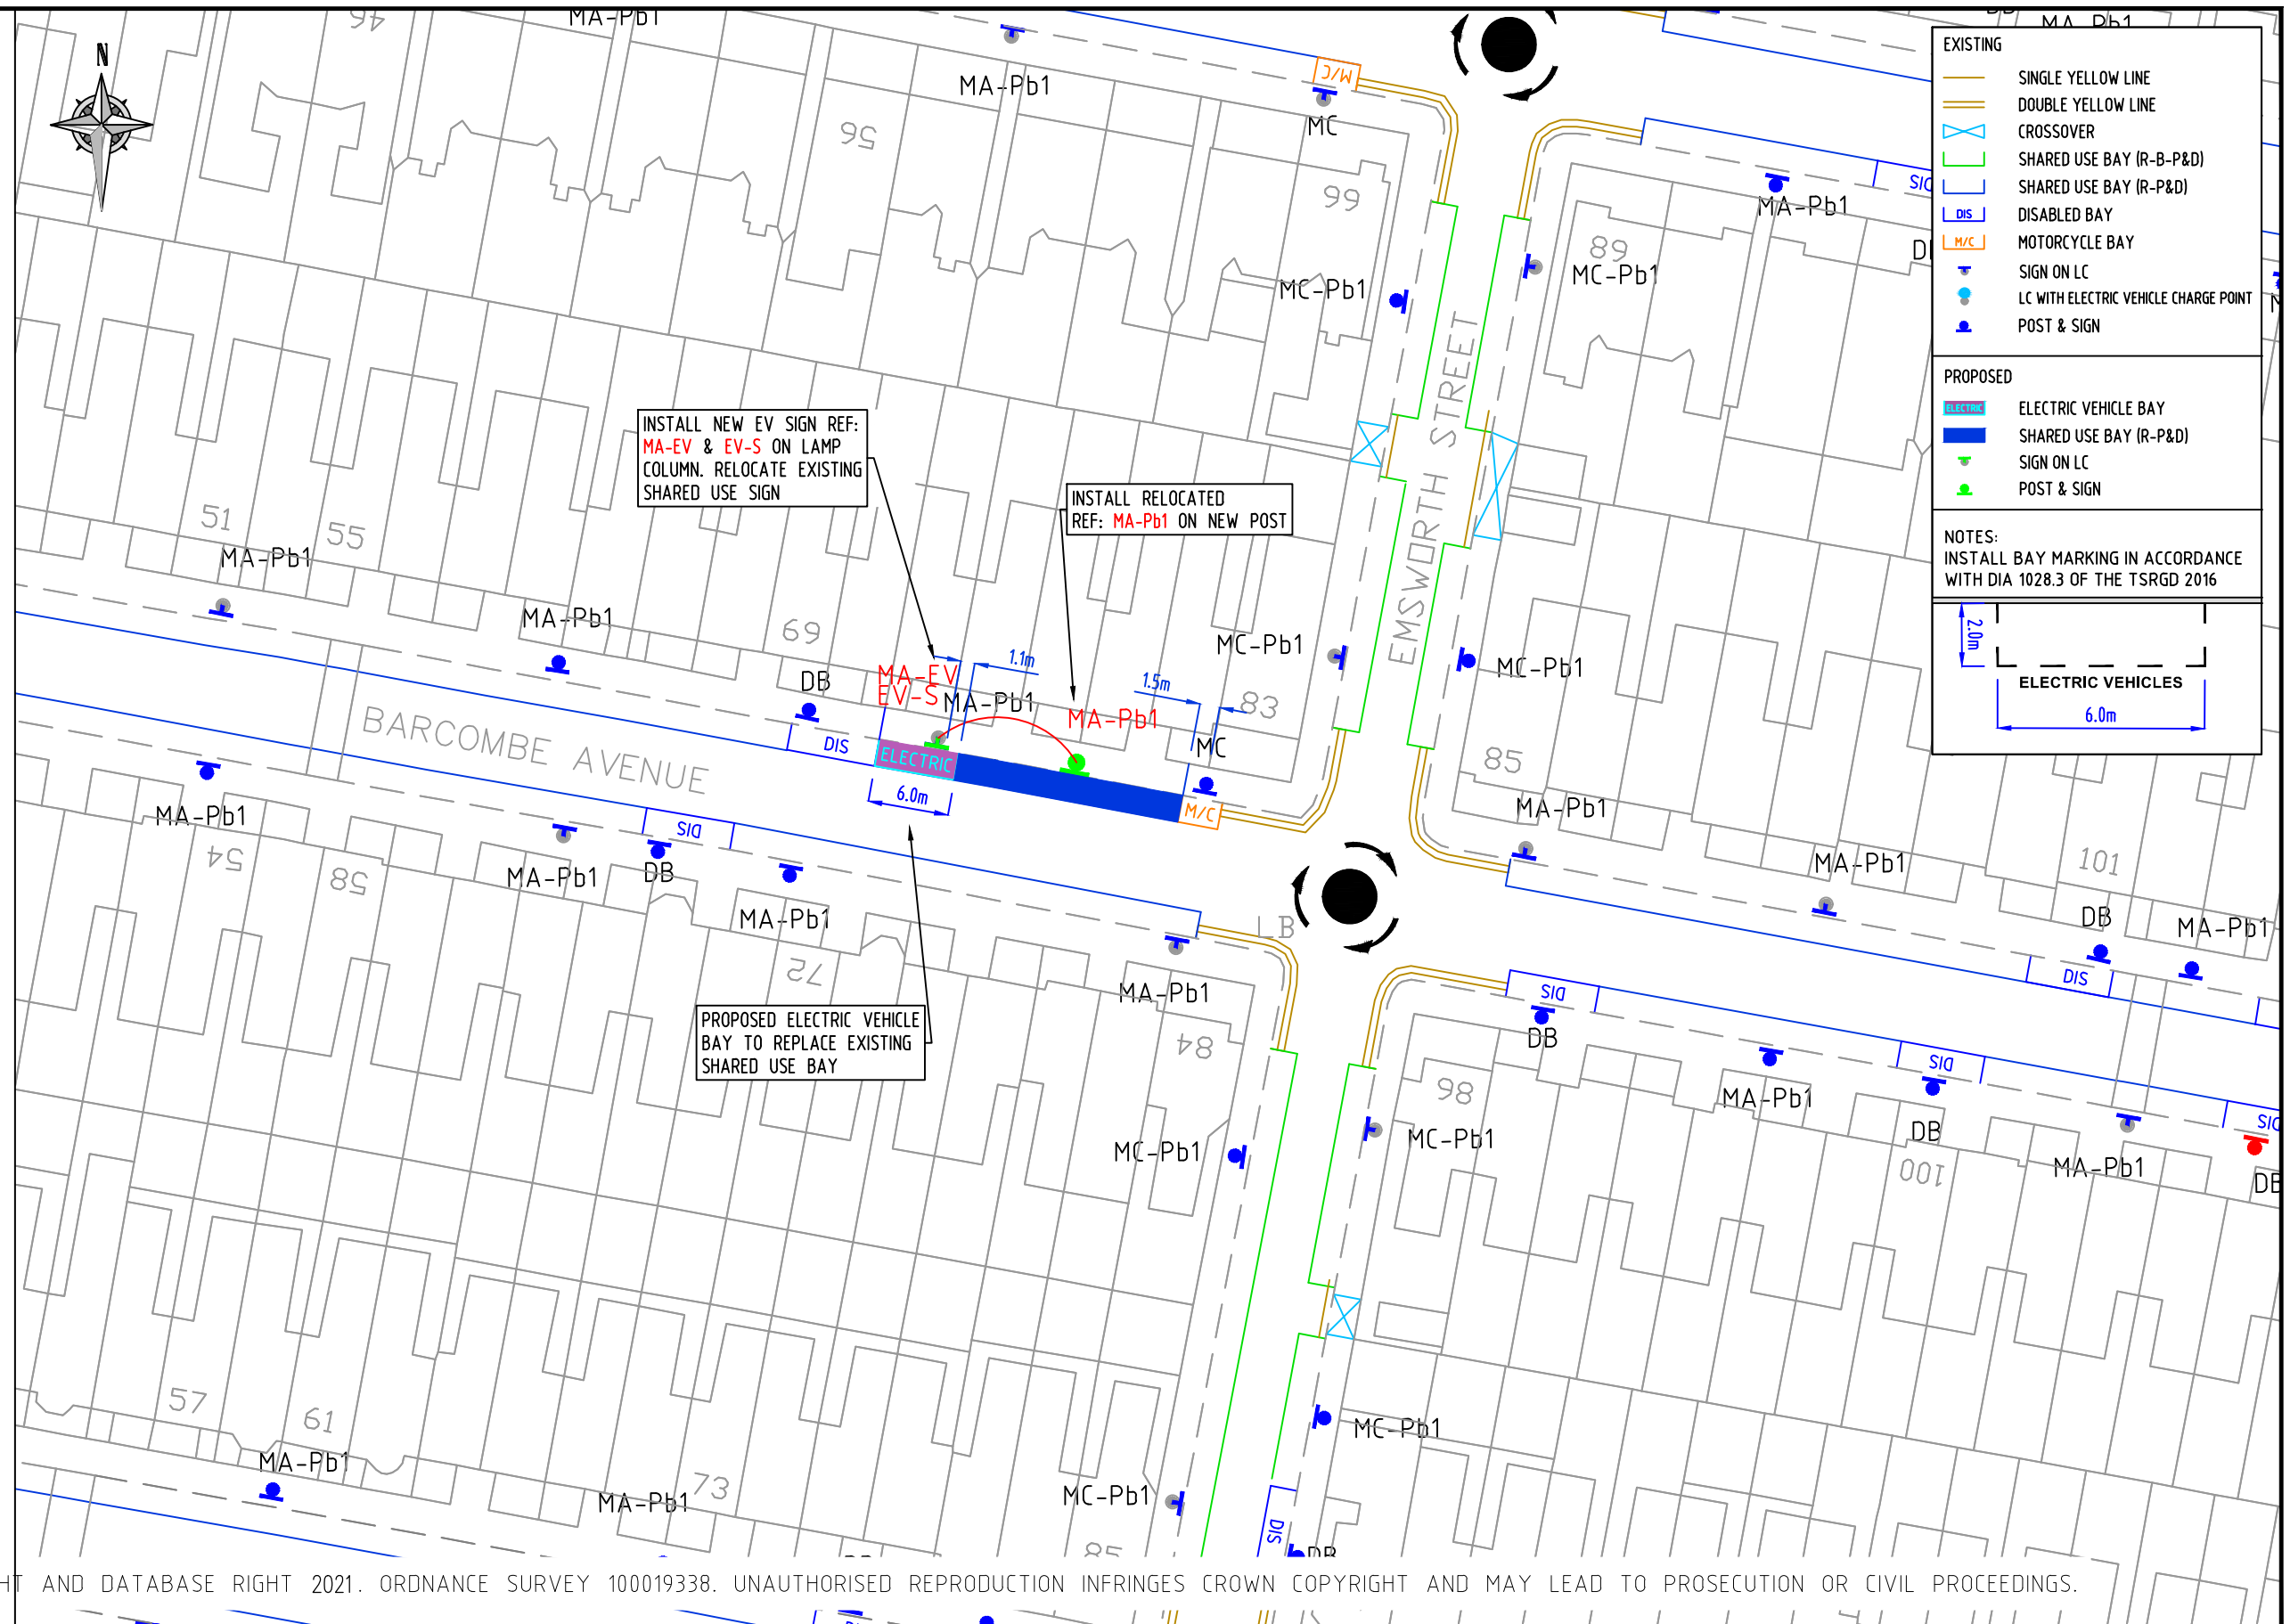 46
MA-Pb1
MA-Pb1
N
56
M/C
MC
99
MC-Pb1
89
MC-Pb1
MA-Pb1
EMSWORTH STREET
EXISTING
SINGLE YELLOW LINE
DOUBLE YELLOW LINE
CROSSOVER
SHARED USE BAY (R-B-P&D)
SHARED USE BAY (R-P&D)
DIS DISABLED BAY
M/C MOTORCYCLE BAY
SIGN ON LC
LC WITH ELECTRIC VEHICLE CHARGE POINT
POST & SIGN
PROPOSED
ELECTRIC ELECTRIC VEHICLE BAY
SHARED USE BAY (R-P&D)
SIGN ON LC
POST & SIGN
NOTES:
INSTALL BAY MARKING IN ACCORDANCE
WITH DIA 1028.3 OF THE TSRGD 2016
2.0m
ELECTRIC VEHICLES
6.0m
INSTALL NEW EV SIGN REF:
MA-EV & EV-S ON LAMP
COLUMN. RELOCATE EXISTING
SHARED USE SIGN
INSTALL RELOCATED
REF: MA-Pb1 ON NEW POST
51
55
MA-Pb1
MA-Pb1
69
DB
MA-EV
EV-S
MA-Pb1
1.1m
MA-Pb1
1.5m
83
MC
MC-Pb1
MC-Pb1
85
MA-Pb1
MA-Pb1
101
DB
MA-Pb1
DIS
BARCOMBE AVENUE
DIS
ELECTRIC
6.0m
M/C
MA-Pb1
54
58
MA-Pb1
DIS
DB
MA-Pb1
72
LB
MA-Pb1
84
PROPOSED ELECTRIC VEHICLE
BAY TO REPLACE EXISTING
SHARED USE BAY
DIS
DB
86
MC-Pb1
MC-Pb1
MA-Pb1
DIS
DB
100
MA-Pb1
DIS
DB
57
61
MA-Pb1
MA-Pb1
73
MC-Pb1
MC-Pb1
85
DIS
DB
AND DATABASE RIGHT 2021. ORDNANCE SURVEY 100019338. UNAUTHORISED REPRODUCTION INFRINGES CROWN COPYRIGHT AND MAY LEAD TO PROSECUTION OR CIVIL PROCEEDINGS.